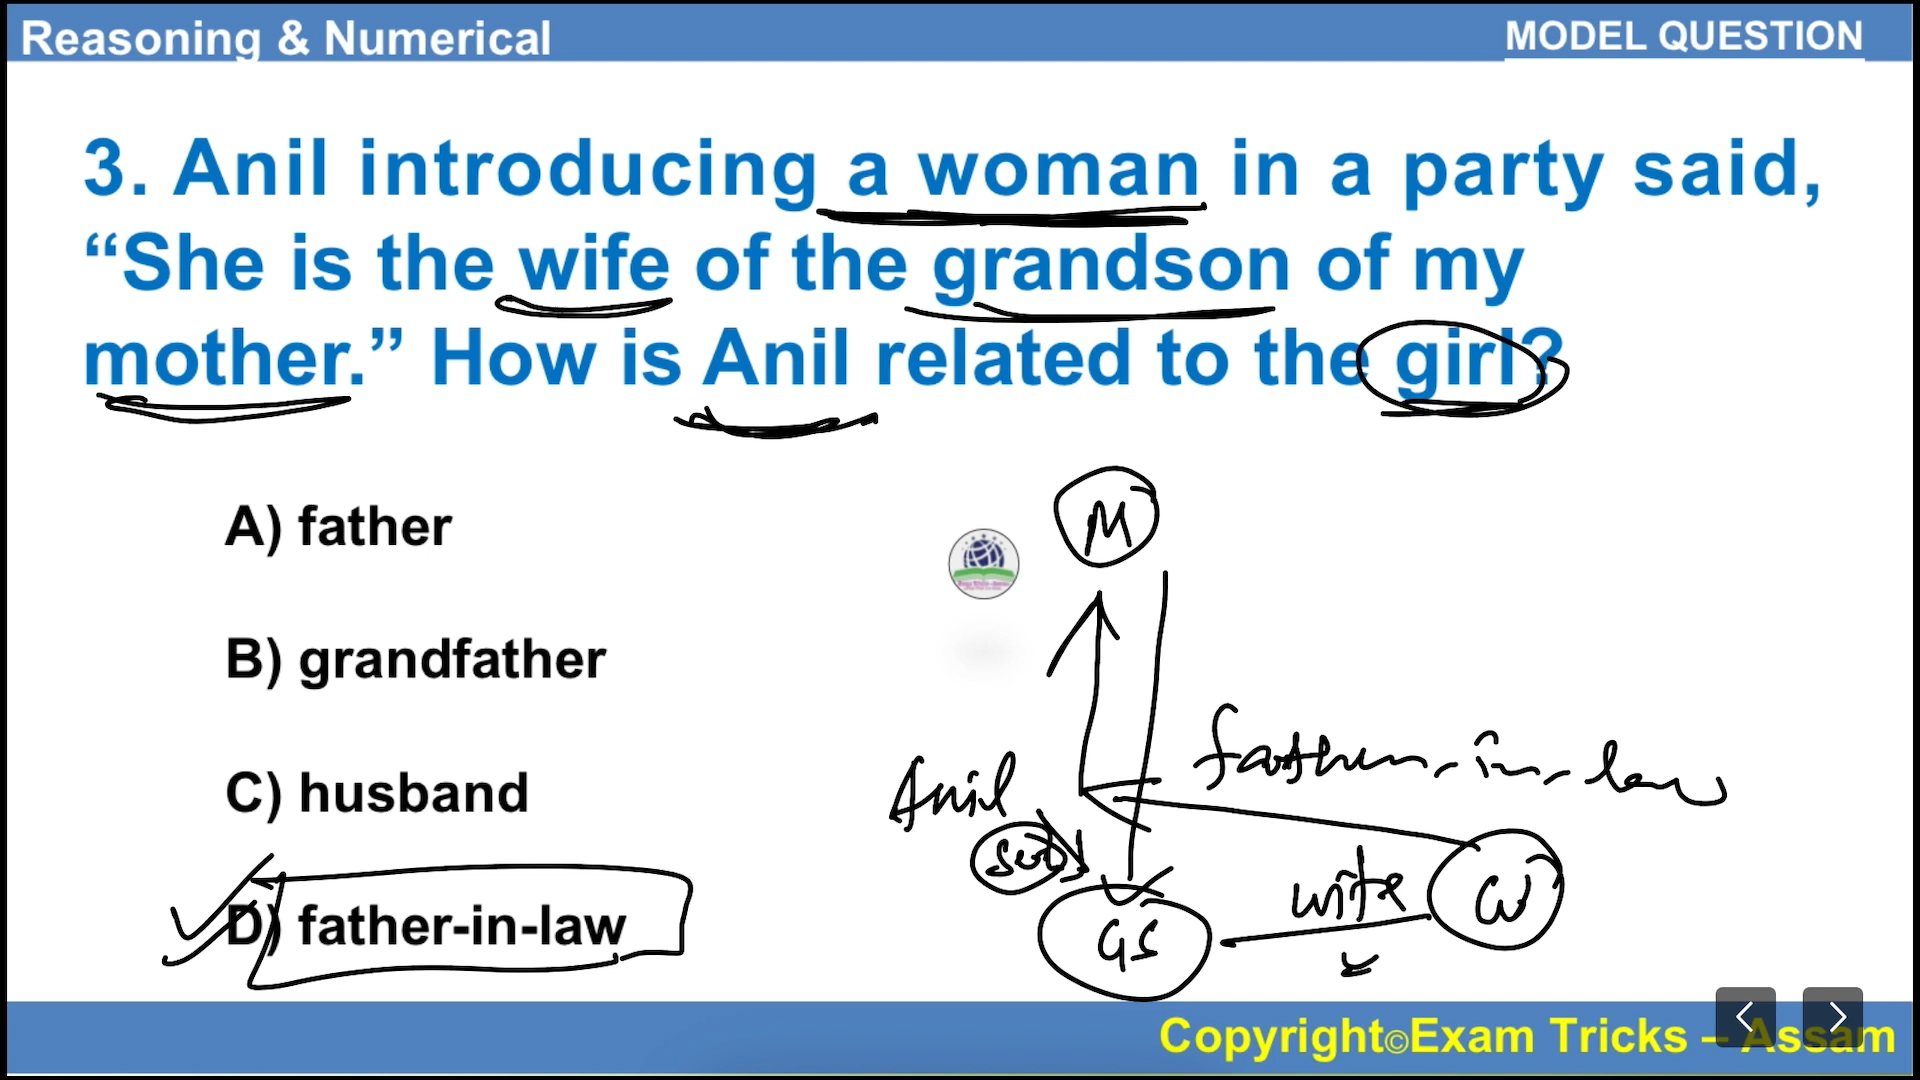 Reasoning & Numerical
MODEL QUESTION
3. Anil introducing a woman in a party said,
“She is the wife of the grandson of my
mother.” How is Anil related to the girl?
A) father
B) grandfather
C) husband
D) father-in-law
M
father-in-law
Anil
wife
W
GS
Copyright©Exam Tricks – Assam